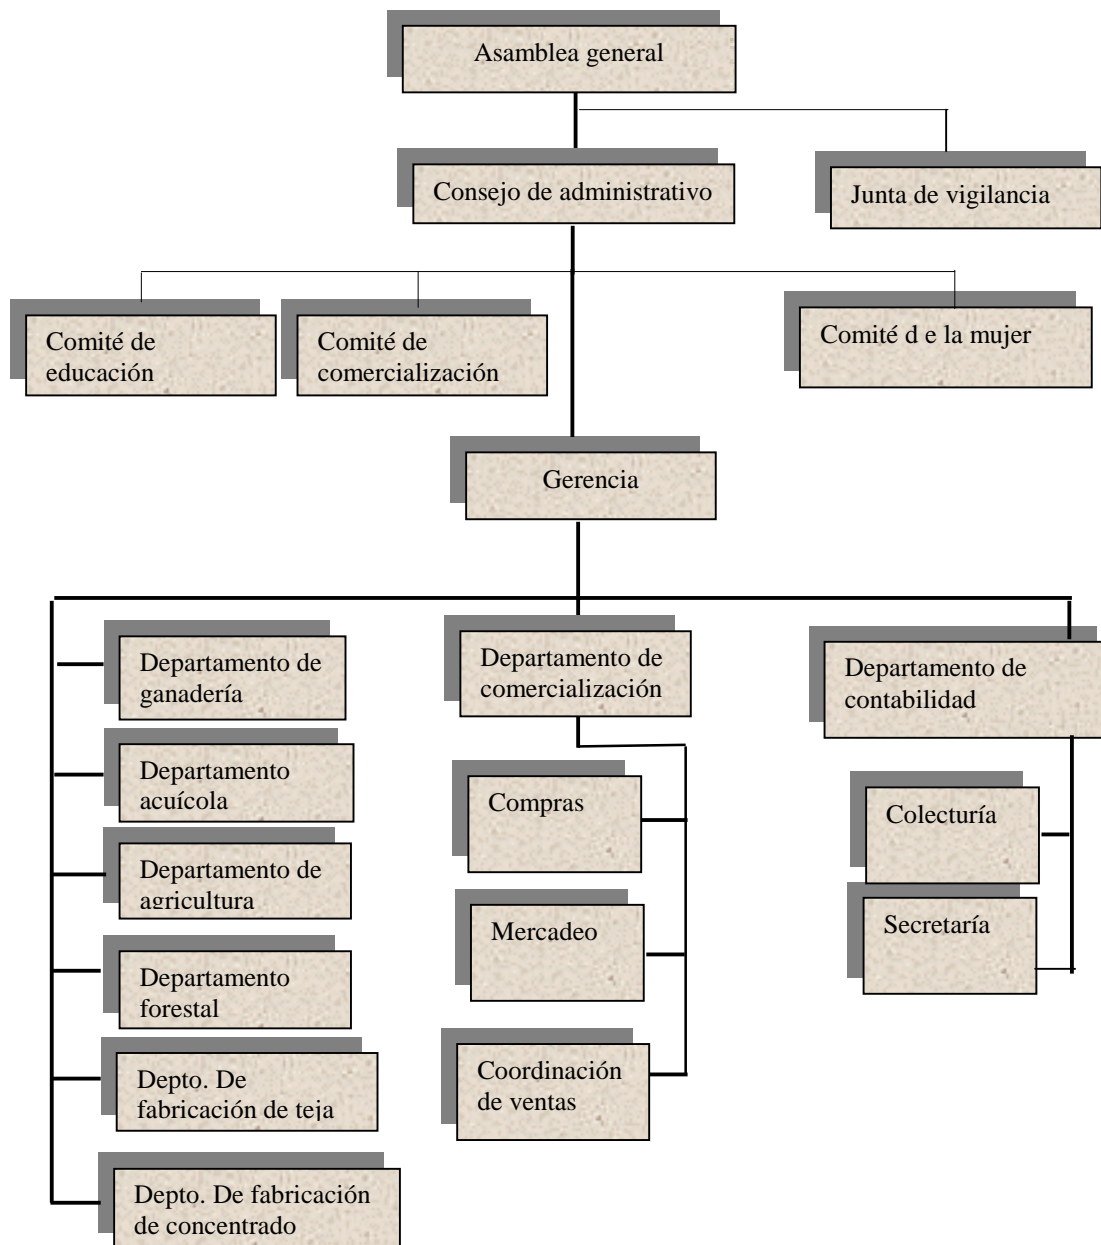 Asamblea general
Consejo de administrativo
Junta de vigilancia
Comité de
educación
Comité de
comercialización
Comité d e la mujer
Gerencia
Departamento de
ganadería
Departamento
acuícola
Departamento de
agricultura
Departamento
forestal
Depto. De
fabricación de teja
Depto. De fabricación
de concentrado
Departamento de
comercialización
Compras
Mercadeo
Coordinación
de ventas
Departamento de
contabilidad
Colecturía
Secretaría